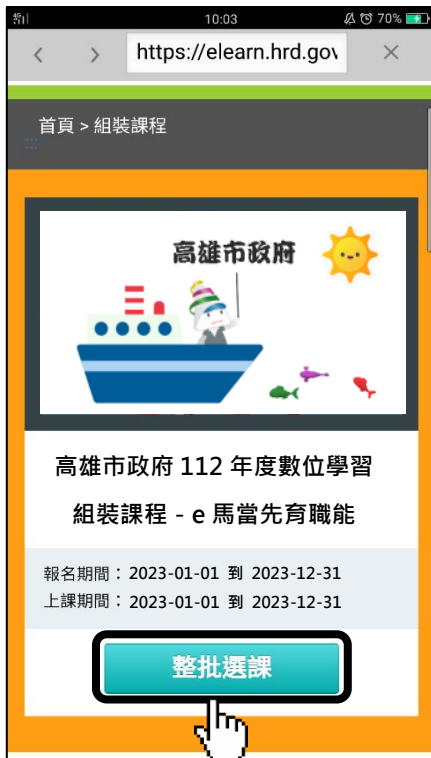 10:03
70%
https://elearn.hrd.gov
首頁 > 組裝課程
高雄市政府
高雄市政府 112 年度數位學習
組裝課程 - e 馬當先育職能
報名期間：2023-01-01 到 2023-12-31
上課期間：2023-01-01 到 2023-12-31
整批選課